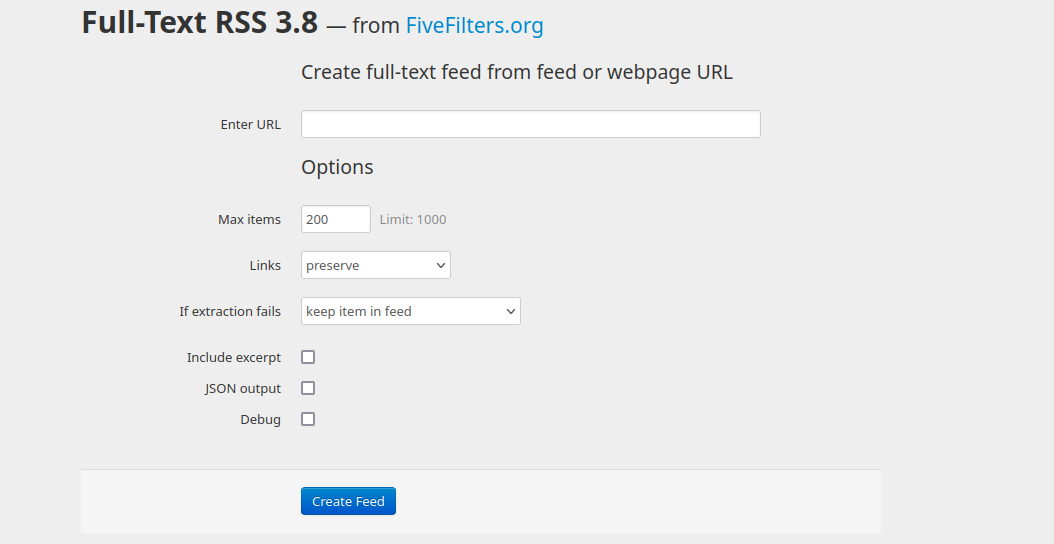 Full-Text RSS 3.8 — from FiveFilters.org
Create full-text feed from feed or webpage URL
Enter URL
Options
Max items 200 Limit: 1000
Links preserve
If extraction fails keep item in feed
Include excerpt
JSON output
Debug
Create Feed